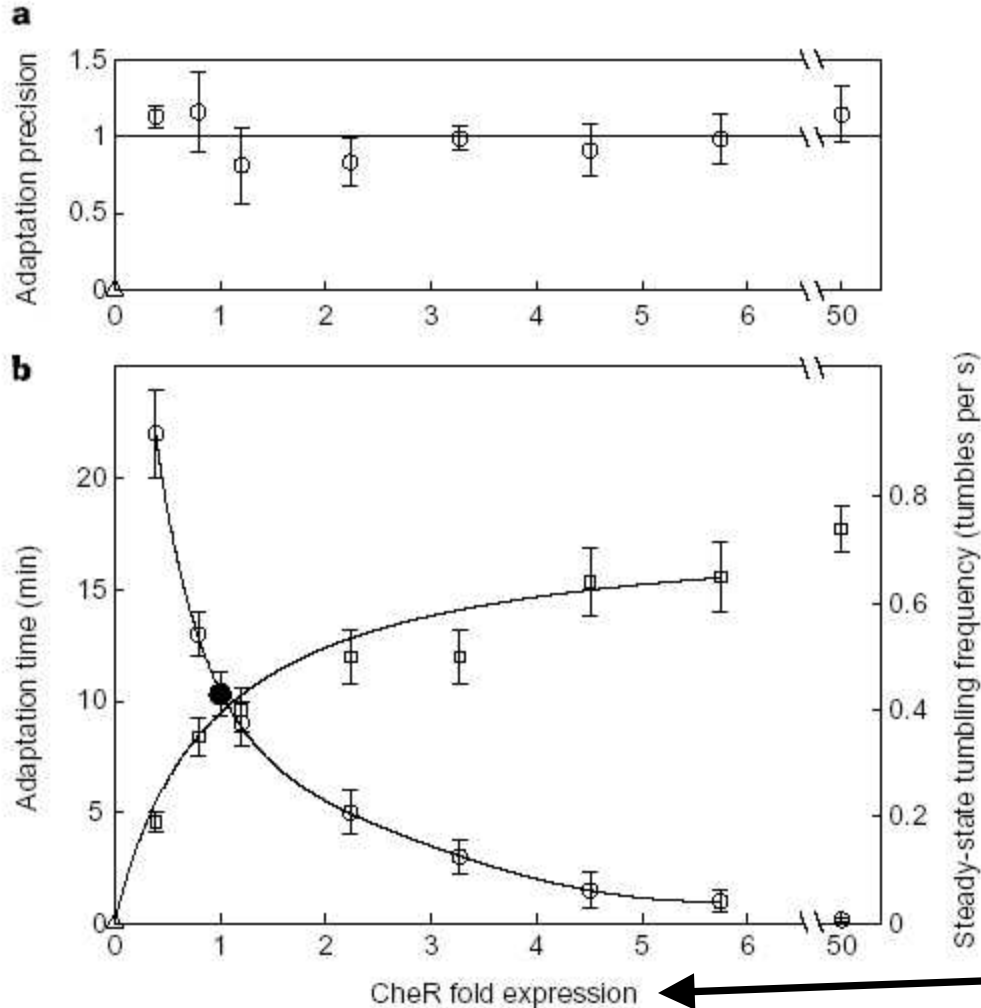 a
Adaptation precision
1.5
1
0.5
0
0 1 2 3 4 5 6 50
b
Adaptation time (min)
20
15
10
5
0
0.8
0.6
0.4
0.2
0
Steady-state tumbling frequency (tumbles per s)
0 1 2 3 4 5 6 50
CheR fold expression